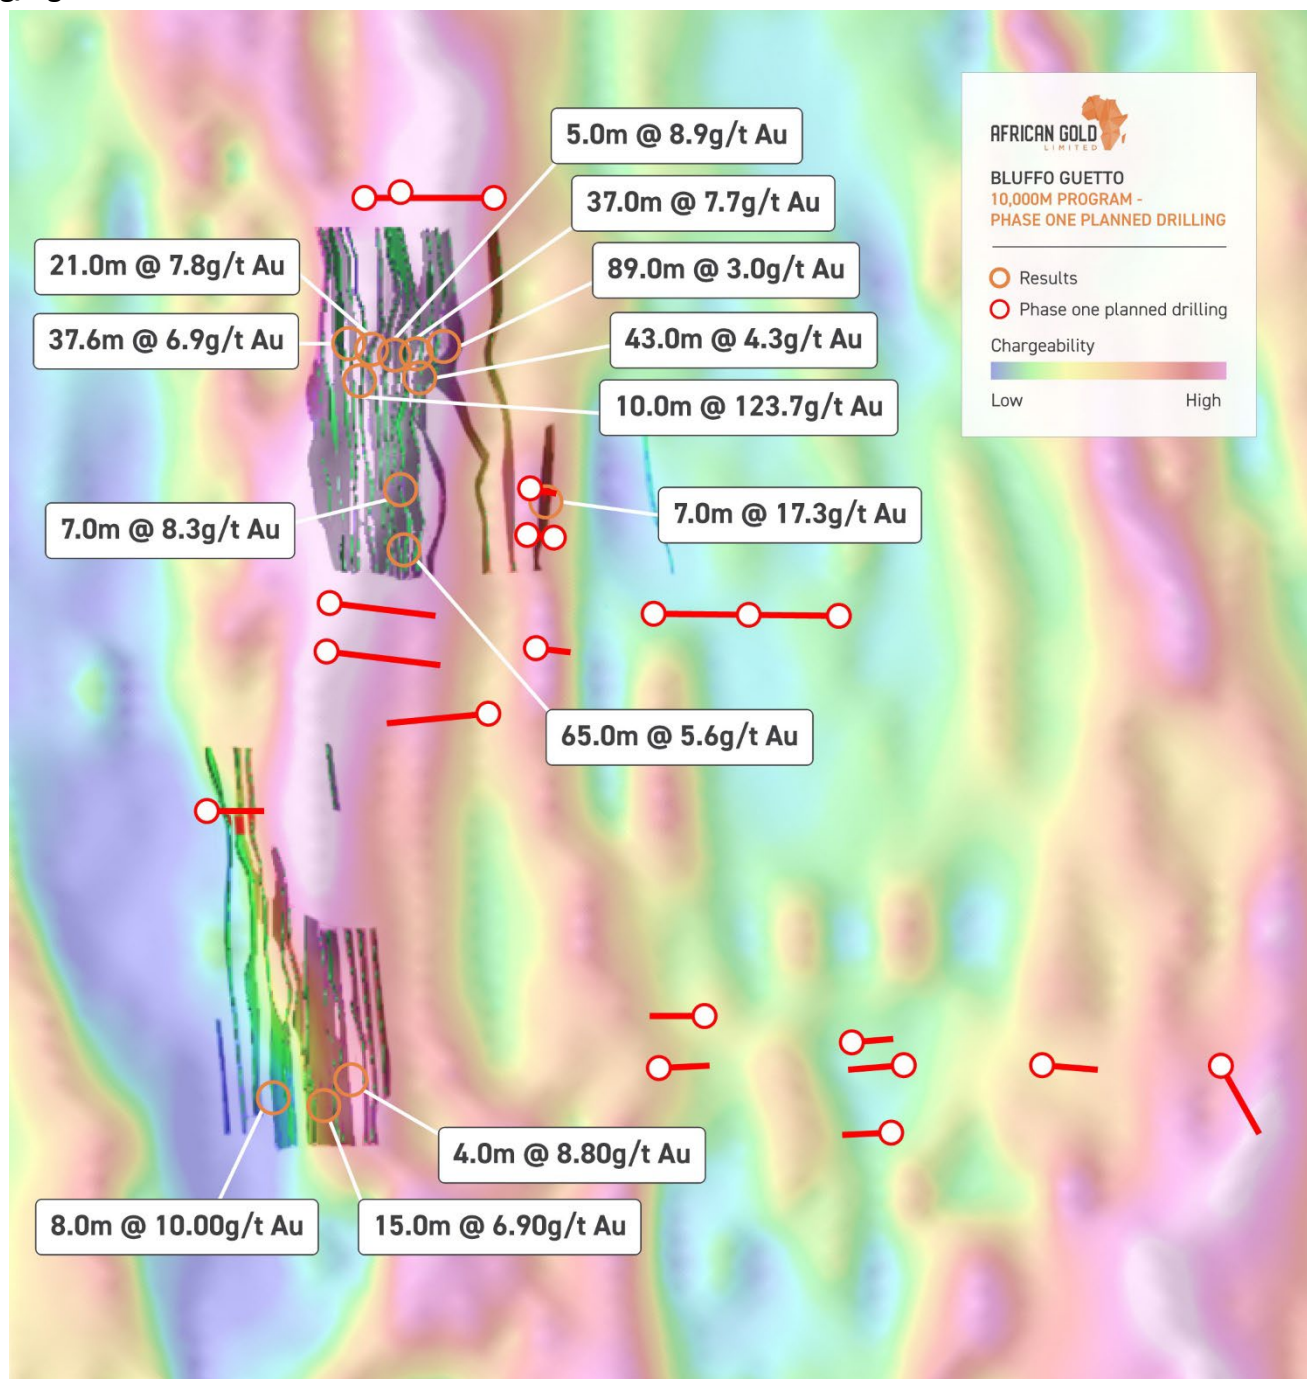 5.0m @ 8.9g/t Au
37.0m @ 7.7g/t Au
21.0m @ 7.8g/t Au
89.0m @ 3.0g/t Au
37.6m @ 6.9g/t Au
43.0m @ 4.3g/t Au
10.0m @ 123.7g/t Au
7.0m @ 8.3g/t Au
7.0m @ 17.3g/t Au
65.0m @ 5.6g/t Au
4.0m @ 8.80g/t Au
8.0m @ 10.00g/t Au
15.0m @ 6.90g/t Au
AFRICAN GOLD
LIMITED
BLUFFO GUETTO
10,000M PROGRAM -
PHASE ONE PLANNED DRILLING
Results
Phase one planned drilling
Chargeability
Low High